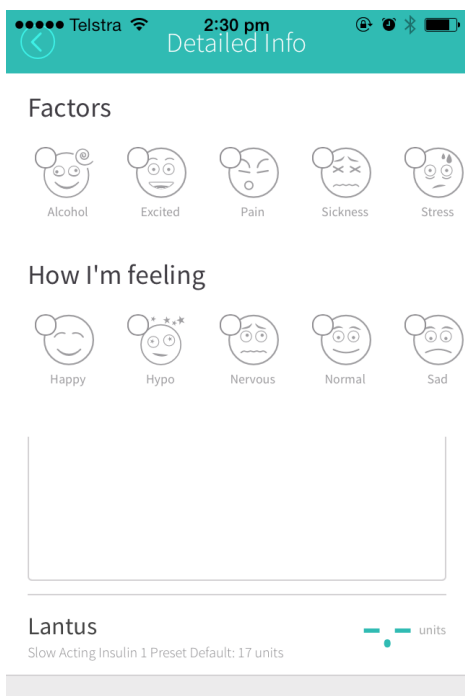 Telstra 2:30 pm
Detailed Info
Factors
Alcohol Excited Pain Sickness Stress
How I'm feeling
Happy Hypo Nervous Normal Sad
Lantus
-.- units
Slow Acting Insulin 1 Preset Default: 17 units